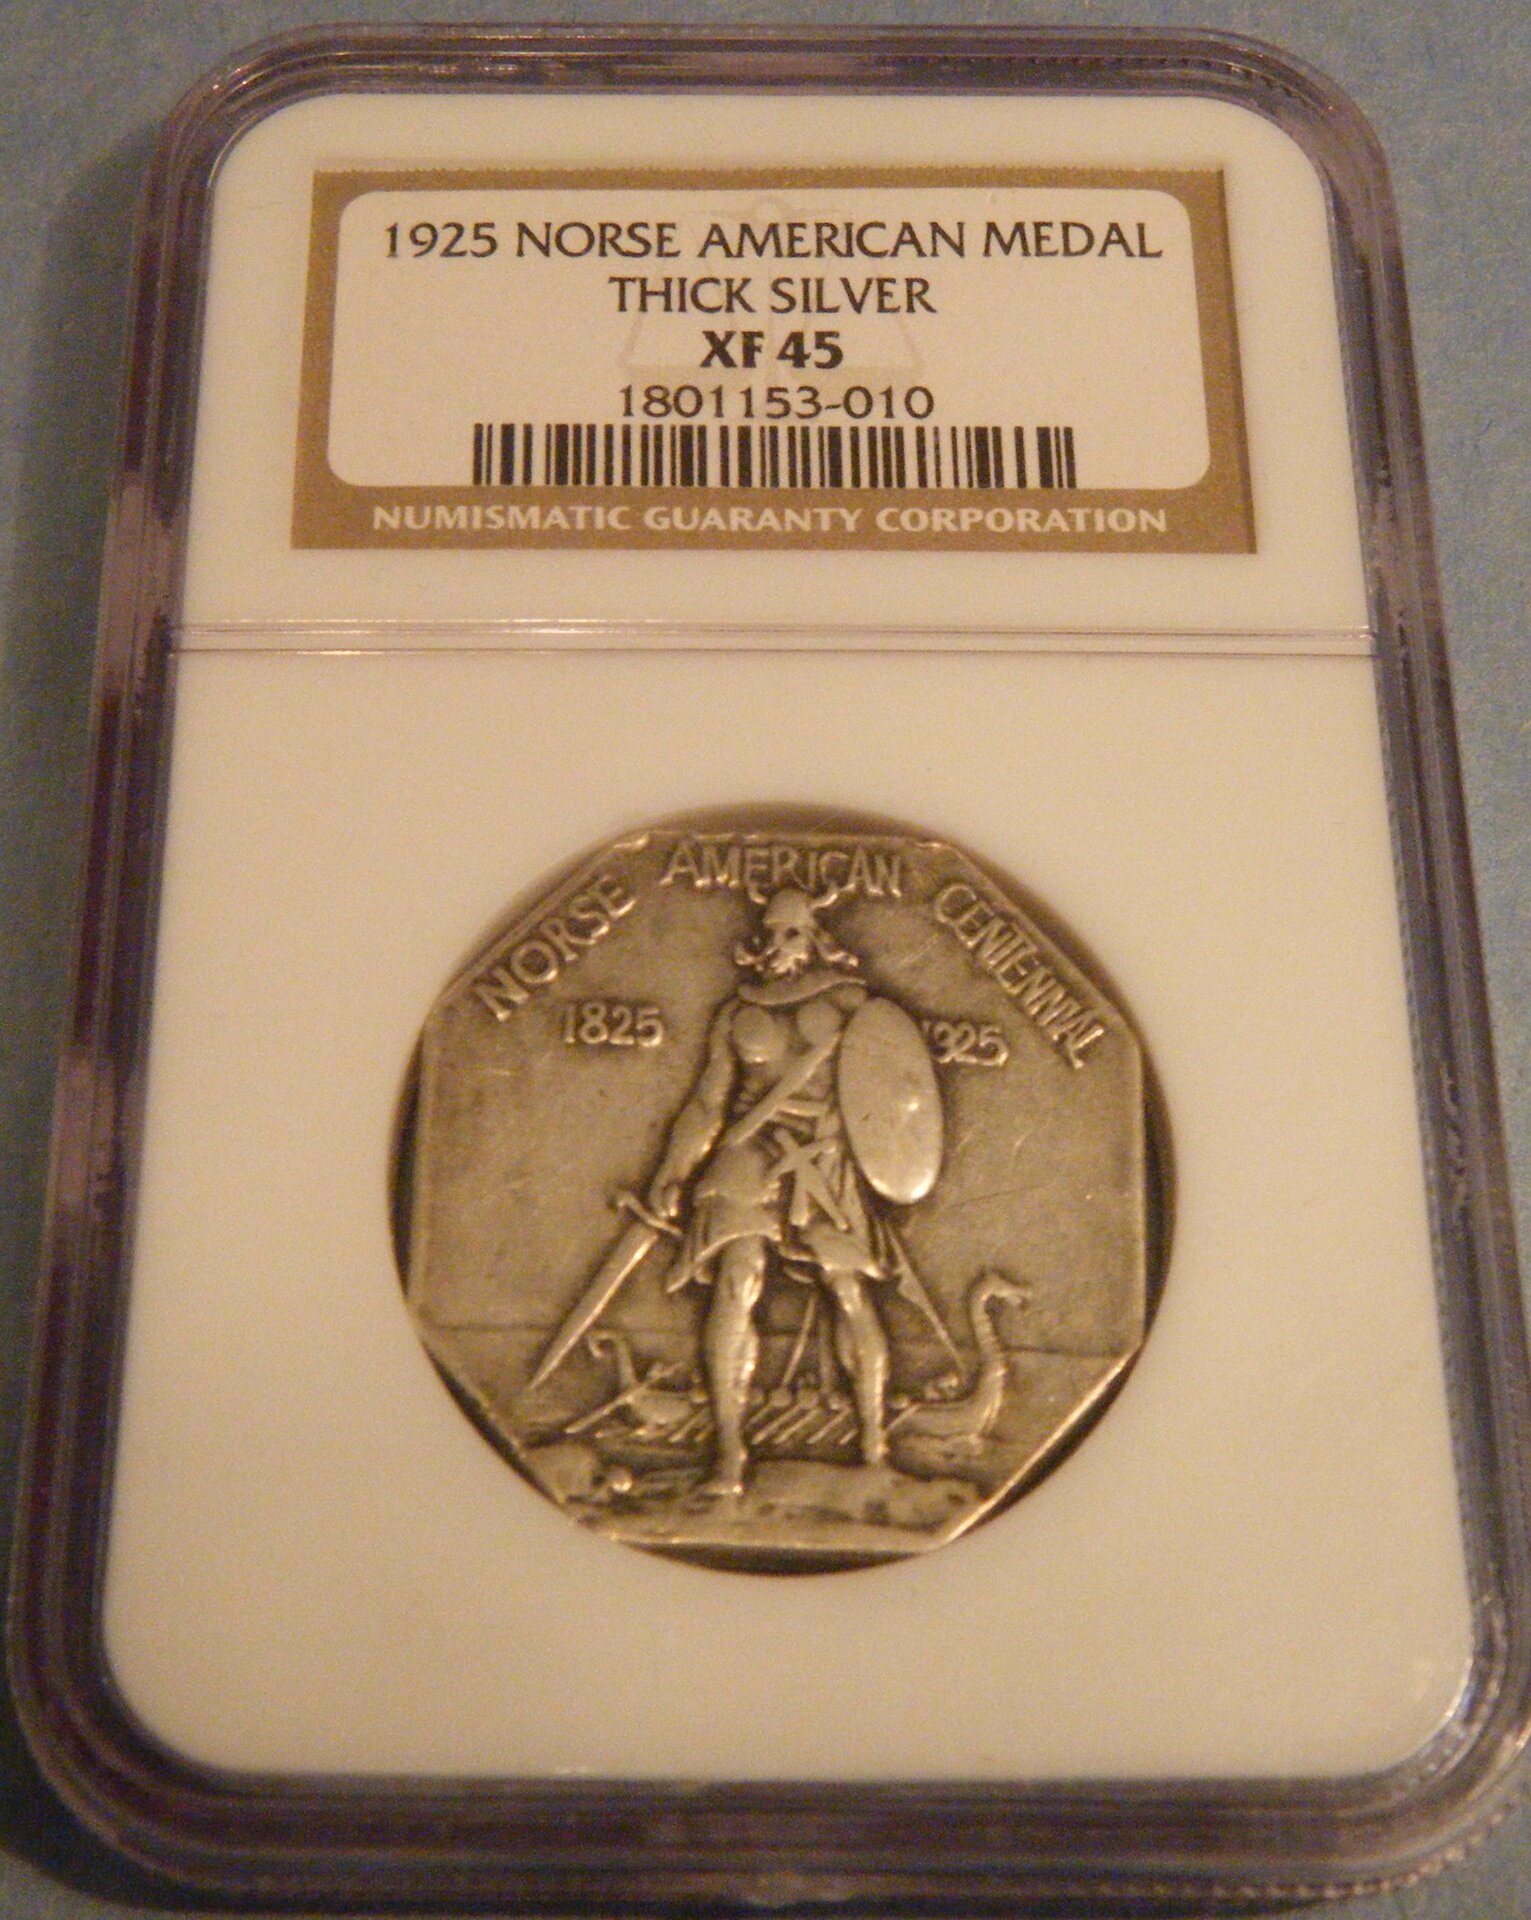 1925 NORSE AMERICAN MEDAL
THICK SILVER
XF 45
1801153-010
NUMISMATIC GUARANTY CORPORATION
NORSE AMERICAN CENTENNIAL
1825 1925